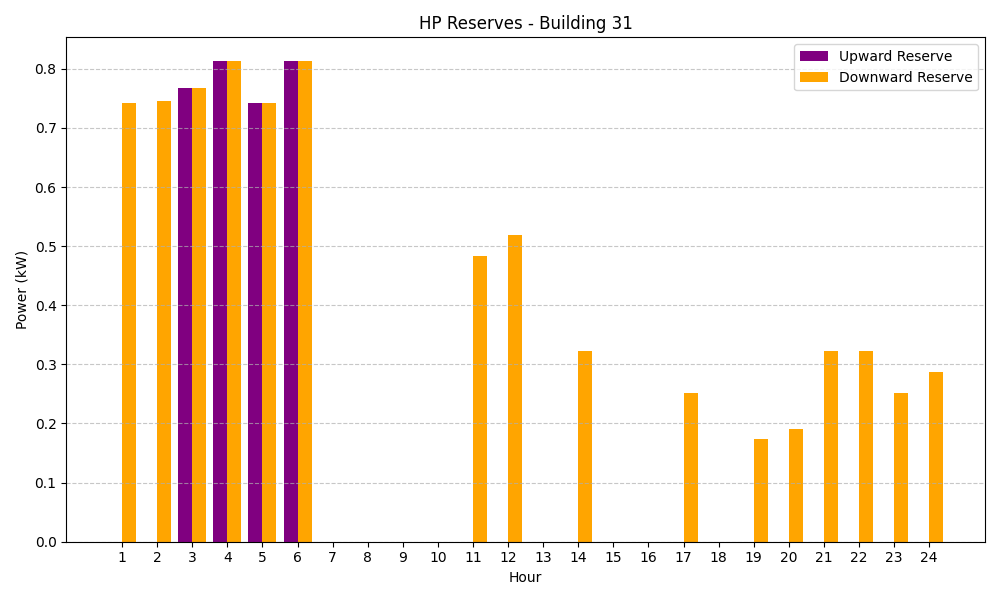 HP Reserves - Building 31
Upward Reserve
Downward Reserve
Power (kW)
0.8
0.7
0.6
0.5
0.4
0.3
0.2
0.1
0.0
1 2 3 4 5 6 7 8 9 10 11 12 13 14 15 16 17 18 19 20 21 22 23 24
Hour